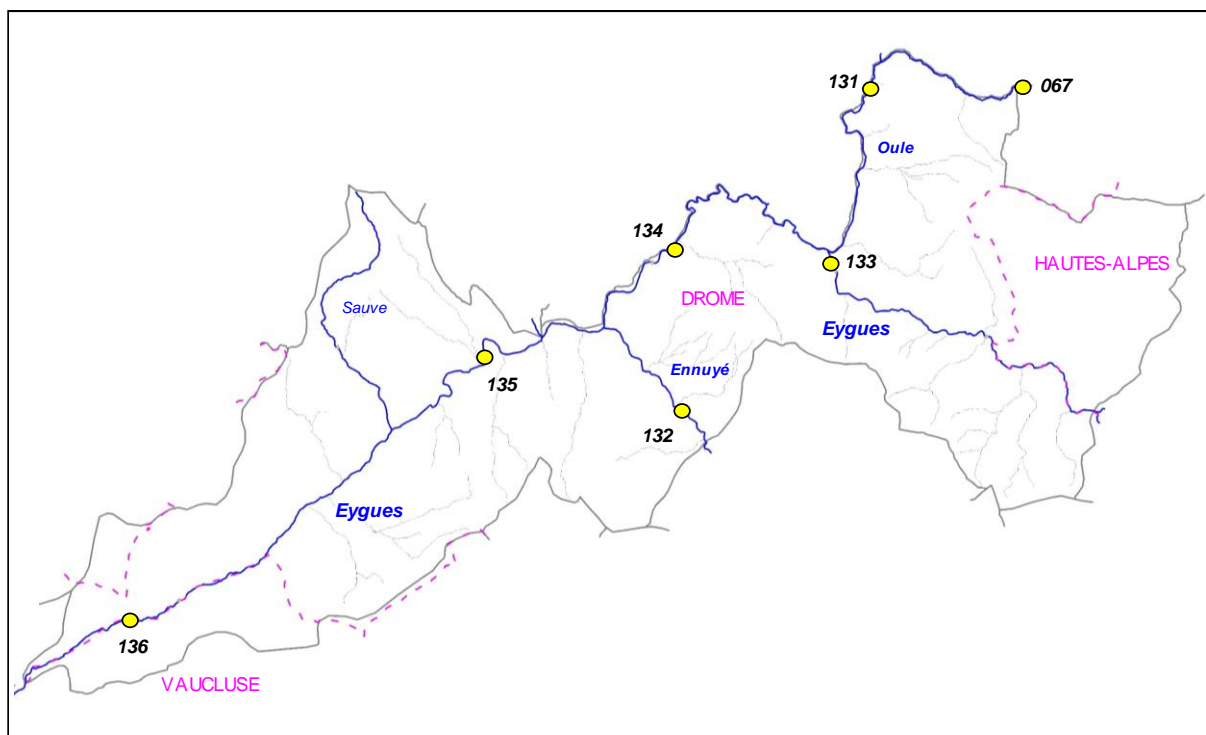 131
067
Oule
134
133
HAUTES-ALPES
DROME
Sauve
Eygues
135
Ennuyé
132
Eygues
136
VAUCLUSE